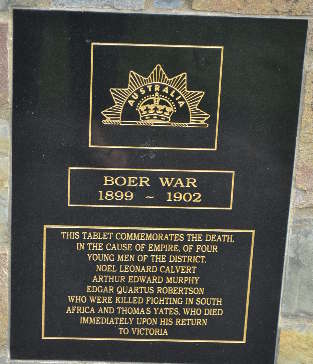 AUSTRALIA
BOER WAR
1899 ~ 1902
THIS TABLET COMMEMORATES THE DEATH,
IN THE CAUSE OF EMPIRE, OF FOUR
YOUNG MEN OF THE DISTRICT.
NOEL LEONARD CALVERT
ARTHUR EDWARD MURPHY
EDGAR QUARTUS ROBERTSON
WHO WERE KILLED FIGHTING IN SOUTH
AFRICA AND THOMAS YATES, WHO DIED
IMMEDIATELY UPON HIS RETURN
TO VICTORIA